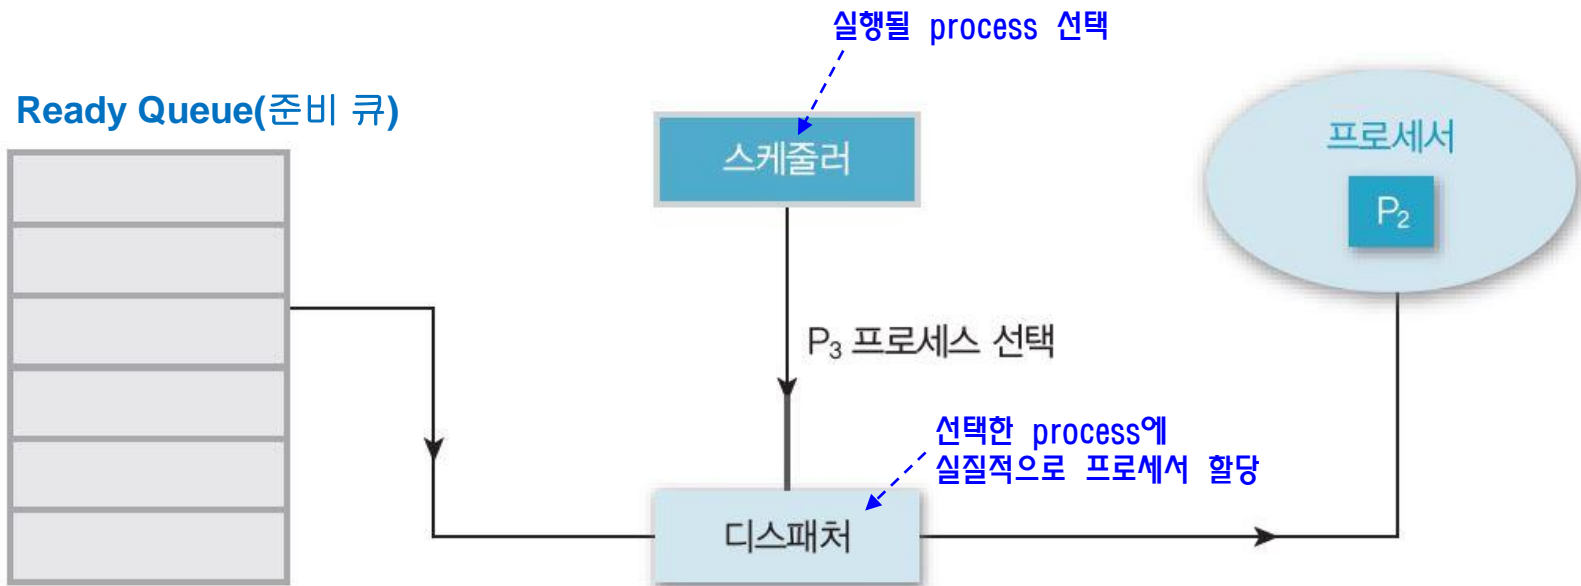 실행될 process 선택
Ready Queue(준비 큐)
스케줄러
프로세서
P₂
P₃ 프로세스 선택
선택한 process에
실질적으로 프로세서 할당
디스패처